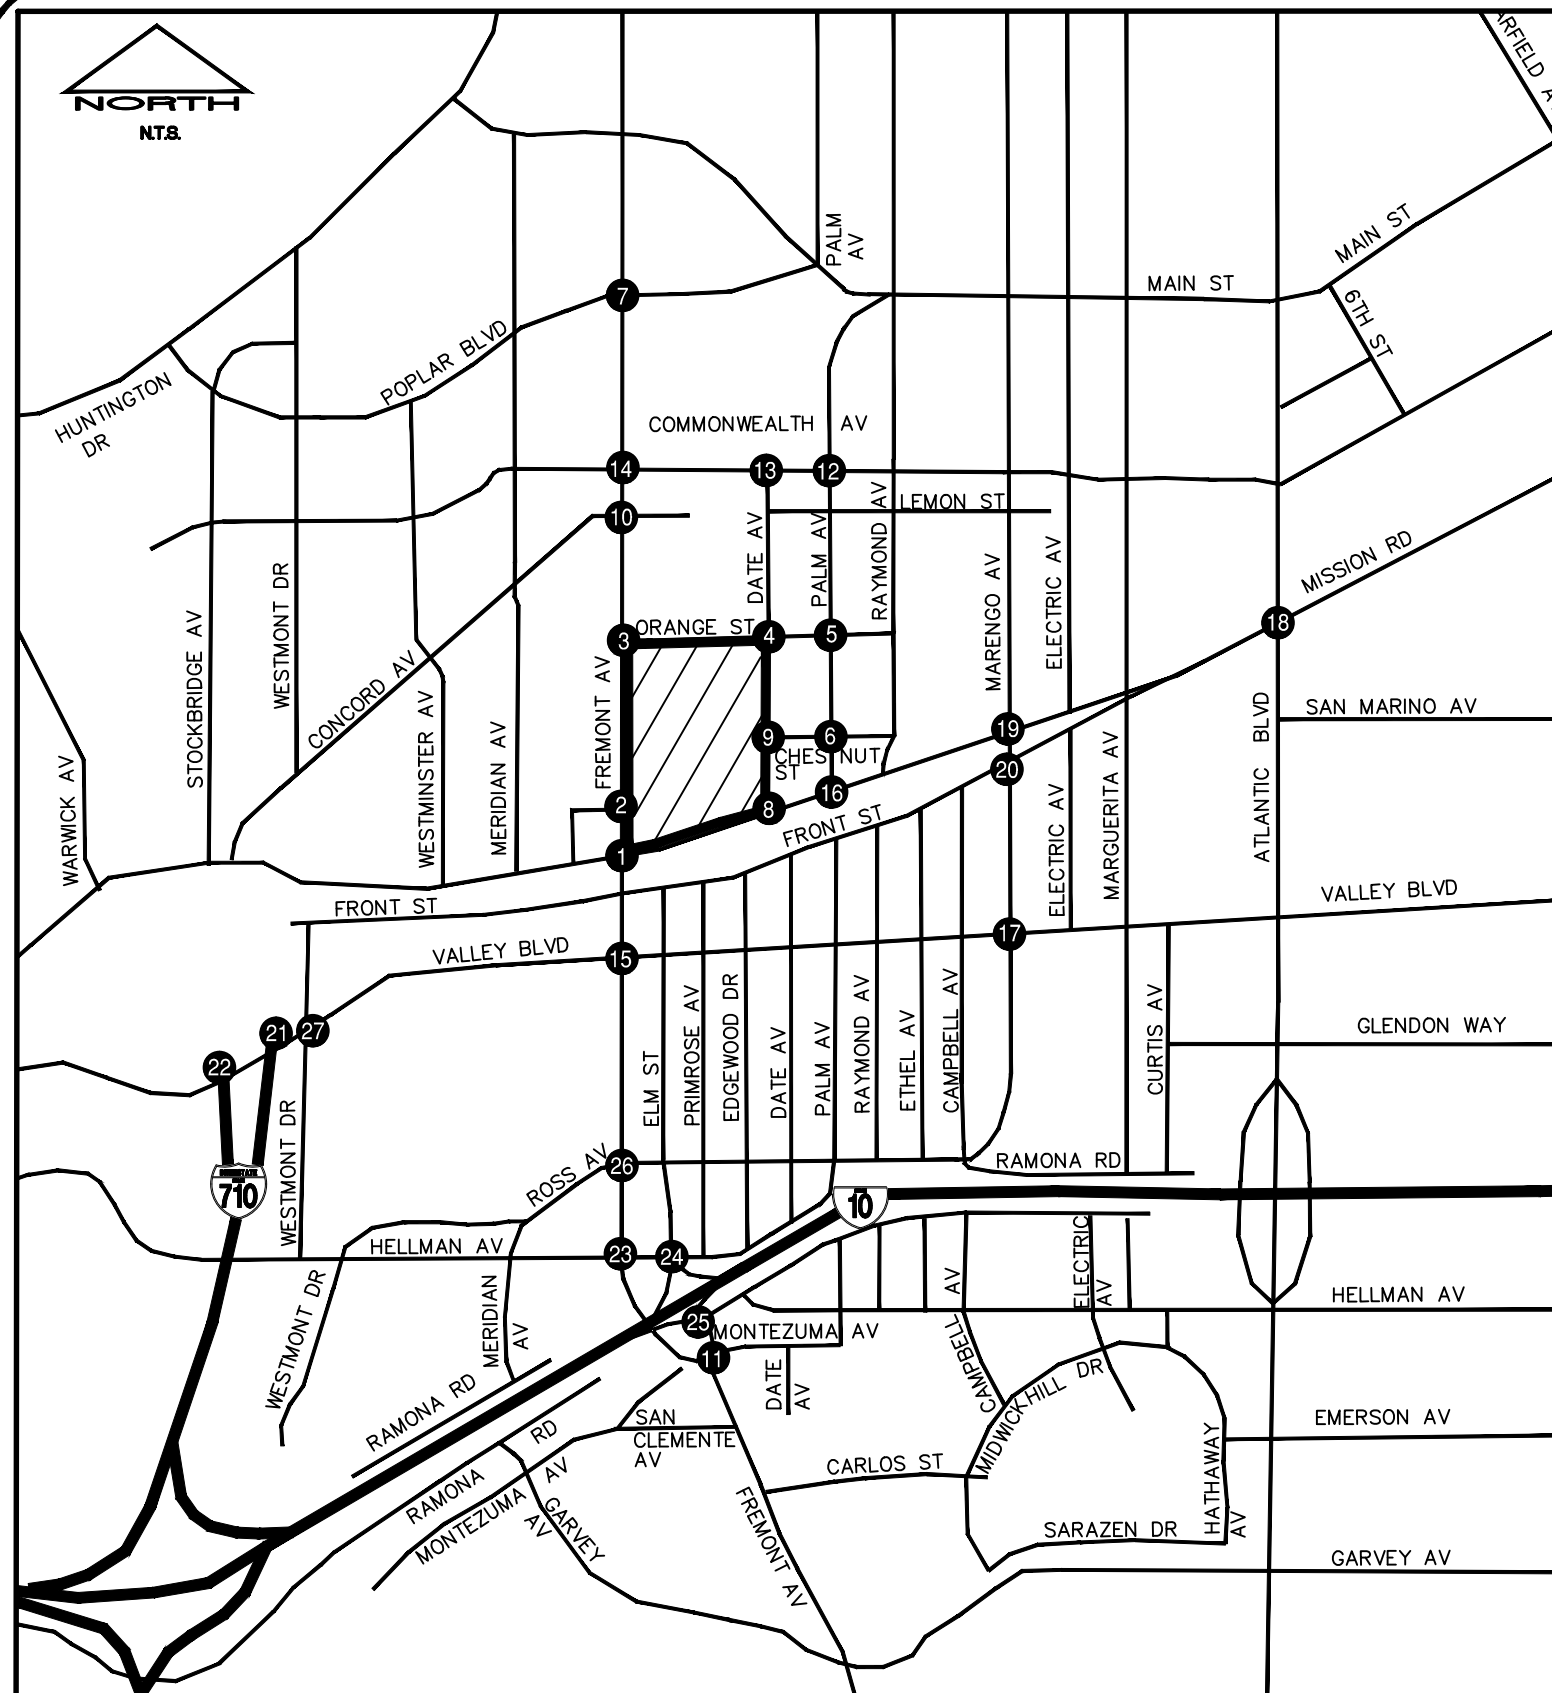 NORTH
N.T.S.
ARFIELD A
PALM
AV
MAIN ST
MAIN ST
6TH ST
7
POPLAR BLVD
HUNTINGTON
DR
COMMONWEALTH AV
14
13
12
10
LEMON ST
DATE AV
PALM AV
RAYMOND AV
MARENGO AV
ELECTRIC AV
MISSION RD
18
STOCKBRIDGE AV
WESTMONT DR
CONCORD AV
WESTMINSTER AV
MERIDIAN AV
FREMONT AV
3
ORANGE ST
4
5
WARWICK AV
9
6
CHESTNUT
ST
19
20
2
8
16
1
FRONT ST
ELECTRIC AV
MARGUERITA AV
ATLANTIC BLVD
SAN MARINO AV
VALLEY BLVD
FRONT ST
VALLEY BLVD
15
17
21
27
22
ELM ST
PRIMROSE AV
EDGEWOOD DR
DATE AV
PALM AV
RAYMOND AV
ETHEL AV
CAMPBELL AV
CURTIS AV
GLENDON WAY
WESTMONT DR
ROSS AV
26
RAMONA RD
INTERSTATE
710
10
HELLMAN AV
23
24
WESTMONT DR
MERIDIAN
AV
25
MONTEZUMA AV
11
DATE
AV
CAMPBELL
AV
ELECTRIC
AV
HELLMAN AV
RAMONA RD
SAN
CLEMENTE
AV
MIDWICK HILL DR
EMERSON AV
CARLOS ST
RAMONA RD
MONTEZUMA AV
GARVEY
AV
FREMONT AV
HATHAWAY
AV
SARAZEN DR
GARVEY AV